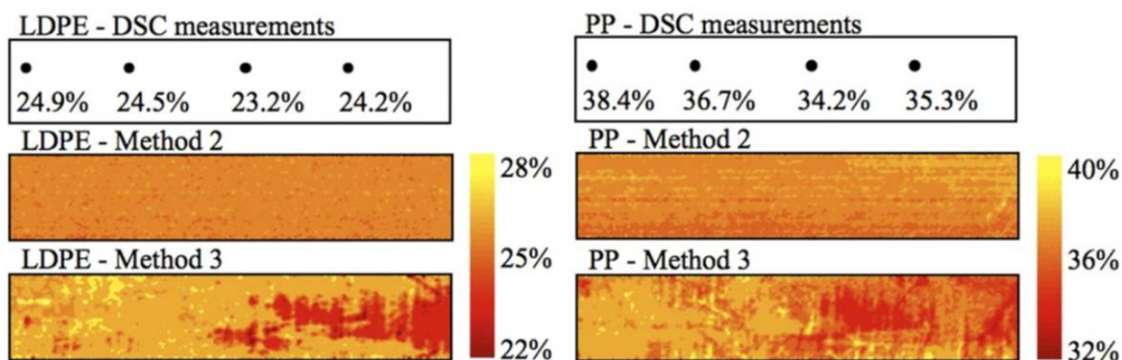 LDPE - DSC measurements
24.9% 24.5% 23.2% 24.2%
LDPE - Method 2
28%
25%
22%
LDPE - Method 3
PP - DSC measurements
38.4% 36.7% 34.2% 35.3%
PP - Method 2
40%
36%
32%
PP - Method 3